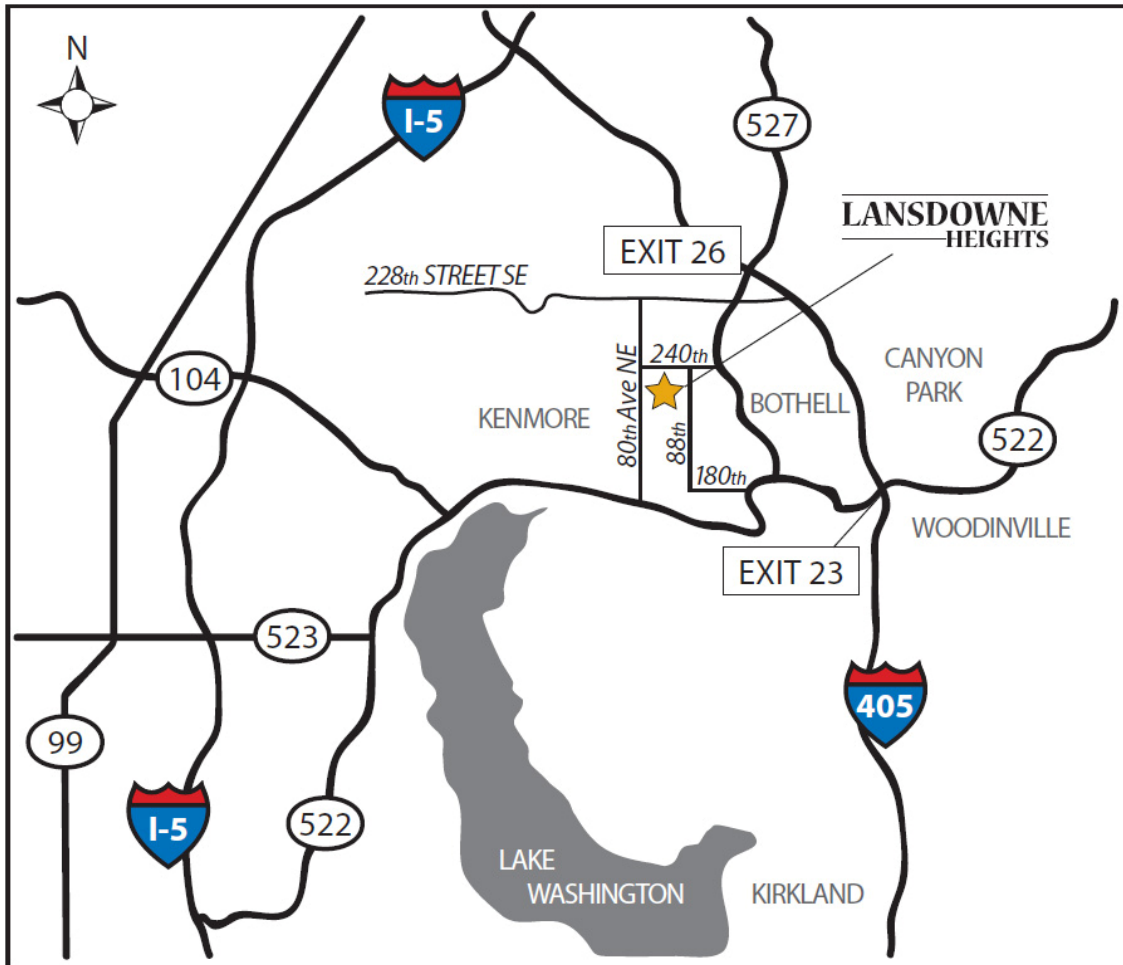 N
I-5
527
LANSDOWNE
HEIGHTS
EXIT 26
228th STREET SE
240th
104
80th Ave NE
KENMORE
88th
BOTHELL
CANYON
PARK
522
180th
WOODINVILLE
EXIT 23
523
405
99
I-5
522
LAKE
WASHINGTON
KIRKLAND